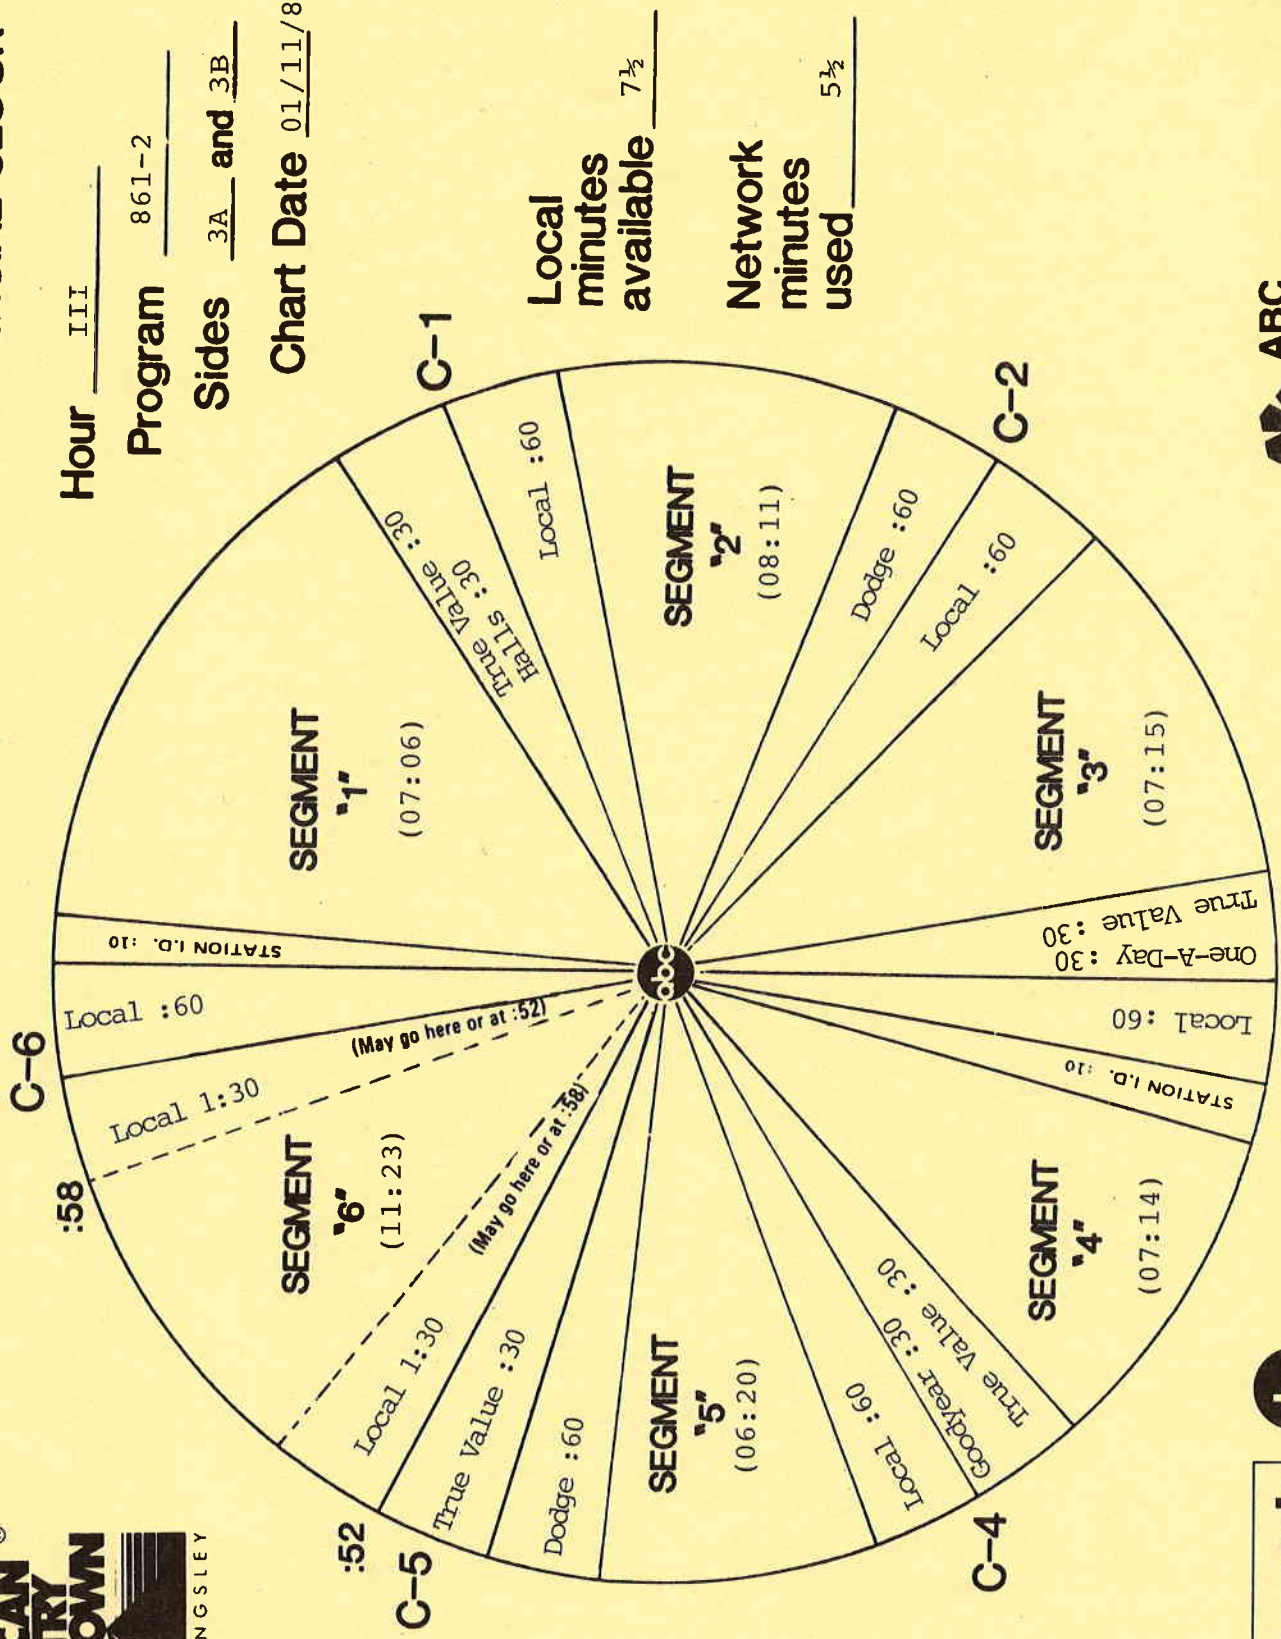 Hour III
Program 861-2
Sides 3A and 3B
Chart Date 01/11/8
Local
minutes
available 7½
Network
minutes
used 5½
SEGMENT
"1"
(07:06)
True Value :30
Halls :30
C-1
Local :60
SEGMENT
"2"
(08:11)
Dodge :60
C-2
Local :60
SEGMENT
"3"
(07:15)
True Value :30
One-A-Day :30
Local :60
STATION I.D. :10
SEGMENT
"4"
(07:14)
True Value :30
Goodyear :30
C-4
Local :60
SEGMENT
"5"
(06:20)
Dodge :60
True Value :30
C-5
:52
Local 1:30
(May go here or at :58)
SEGMENT
"6"
(11:23)
:58
(May go here or at :52)
Local 1:30
C-6
Local :60
STATION I.D. :10
abc
ABC
OWN
NGSLEY